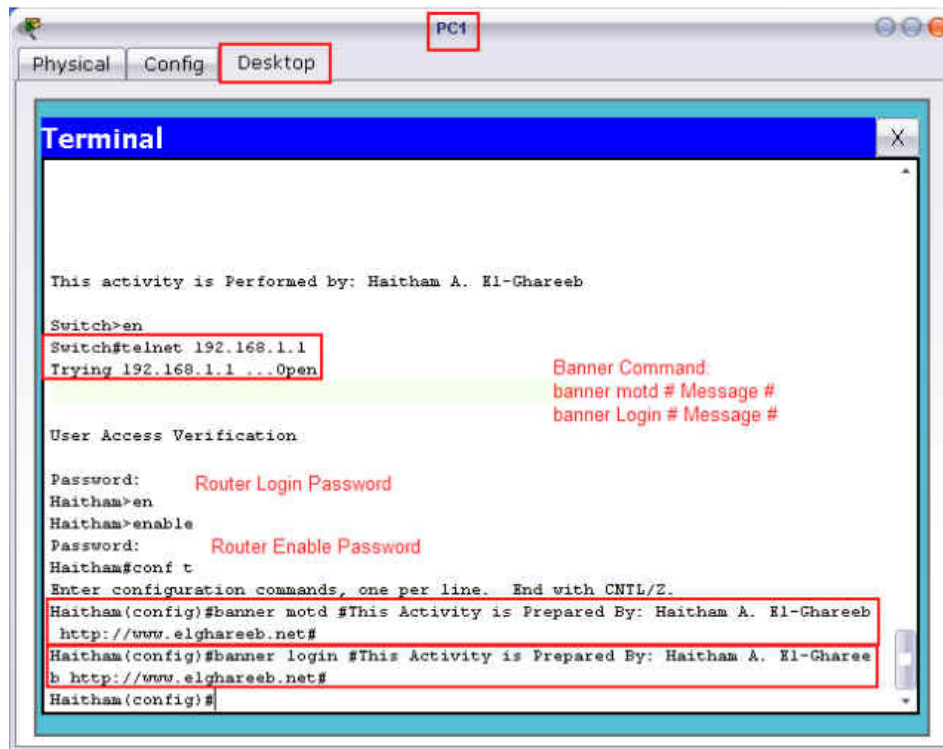 PC1
Physical Config Desktop
Terminal X
This activity is Performed by: Haitham A. El-Ghareeb
Switch>en
Switch#telnet 192.168.1.1
Trying 192.168.1.1 ...Open
Banner Command:
banner motd # Message #
banner Login # Message #
User Access Verification
Password: Router Login Password
Haitham>en
Haitham>enable
Password: Router Enable Password
Haitham#conf t
Enter configuration commands, one per line. End with CNTL/Z.
Haitham(config)#banner motd #This Activity is Prepared By: Haitham A. El-Ghareeb
http://www.elghareeb.net#
Haitham(config)#banner login #This Activity is Prepared By: Haitham A. El-Gharee
b http://www.elghareeb.net#
Haitham(config)#